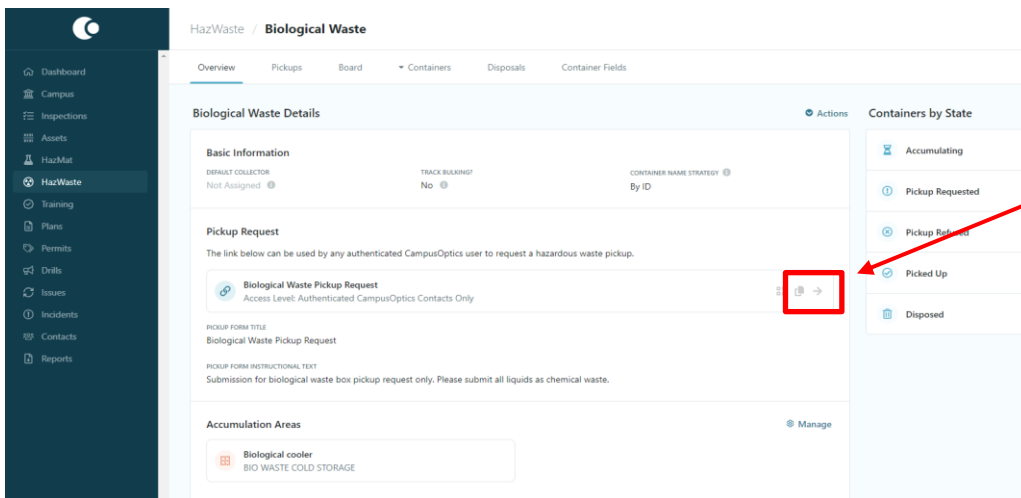 HazWaste / Biological Waste
Dashboard
Campus
Inspections
Assets
HazMat
HazWaste
Training
Plans
Permits
Drills
Issues
Incidents
Contacts
Reports
Overview Pickups Board Containers Disposals Container Fields
Biological Waste Details
Actions
Basic Information
DEFAULT COLLECTOR
Not Assigned
TRACK BULKING?
No
CONTAINER NAME STRATEGY
By ID
Pickup Request
The link below can be used by any authenticated CampusOptics user to request a hazardous waste pickup.
Biological Waste Pickup Request
Access Level: Authenticated CampusOptics Contacts Only
PICKUP FORM TITLE
Biological Waste Pickup Request
PICKUP FORM INSTRUCTIONAL TEXT
Submission for biological waste box pickup request only. Please submit all liquids as chemical waste.
Accumulation Areas
Manage
Biological cooler
BIO WASTE COLD STORAGE
Containers by State
Accumulating
Pickup Requested
Pickup Refused
Picked Up
Disposed